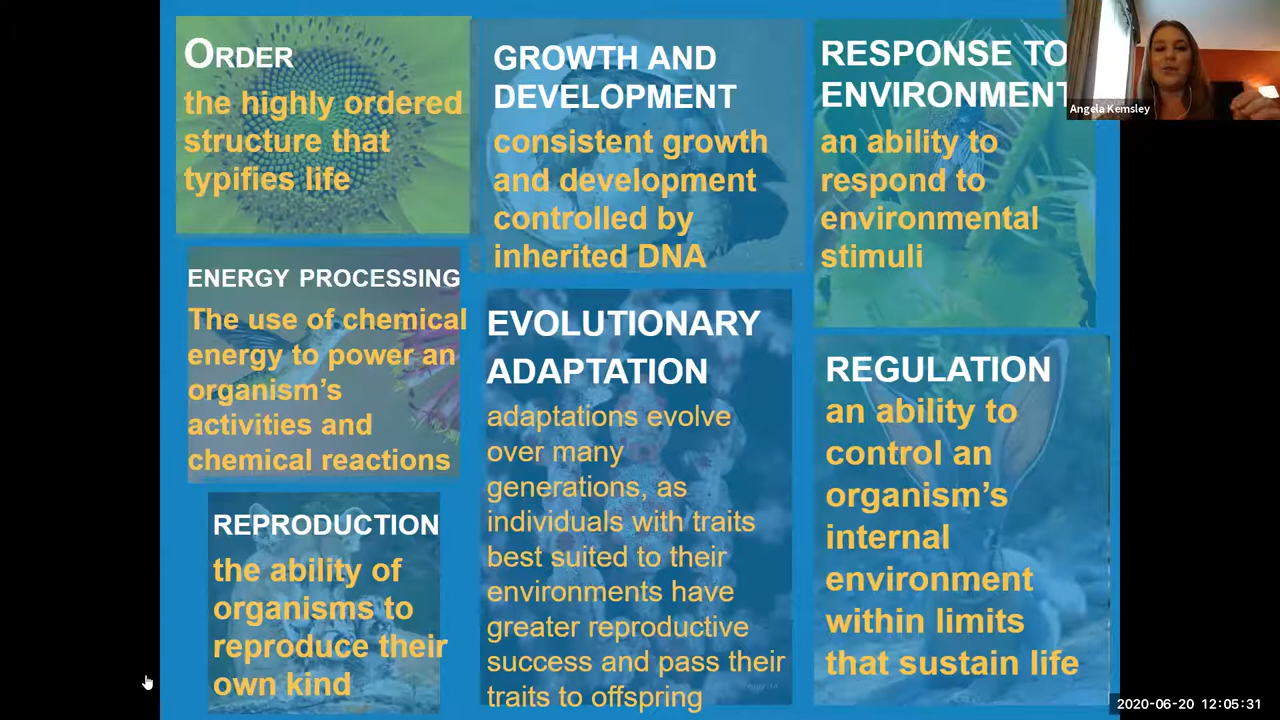 ORDER
the highly ordered
structure that
typifies life
GROWTH AND
DEVELOPMENT
consistent growth
and development
controlled by
inherited DNA
RESPONSE TO
ENVIRONMENT
an ability to
respond to
environmental
stimuli
ENERGY PROCESSING
The use of chemical
energy to power an
organism’s
activities and
chemical reactions
EVOLUTIONARY
ADAPTATION
adaptations evolve
over many
generations, as
individuals with traits
best suited to their
environments have
greater reproductive
success and pass their
traits to offspring
REGULATION
an ability to
control an
organism’s
internal
environment
within limits
that sustain life
REPRODUCTION
the ability of
organisms to
reproduce their
own kind
Angela Kemsley
2020-06-20 12:05:31